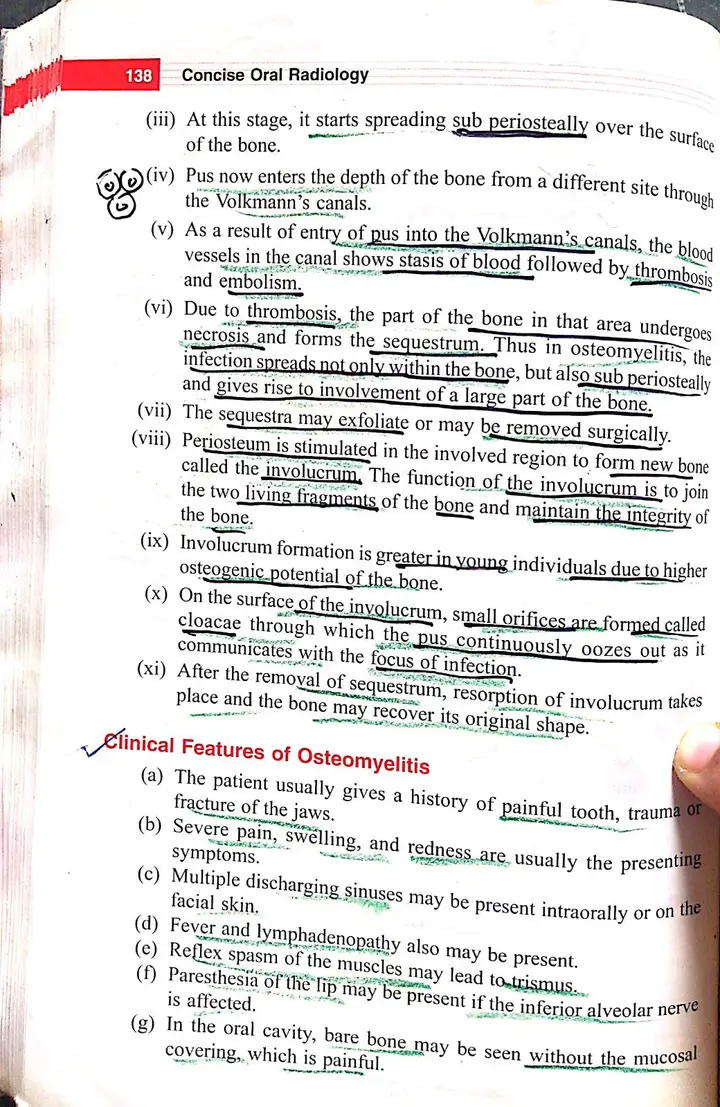 138 Concise Oral Radiology
(iii) At this stage, it starts spreading sub periosteally over the surface
of the bone.
(iv) Pus now enters the depth of the bone from a different site through
the Volkmann's canals.
(v) As a result of entry of pus into the Volkmann's canals, the blood
vessels in the canal shows stasis of blood followed by thrombosis
and embolism.
(vi) Due to thrombosis, the part of the bone in that area undergoes
necrosis and forms the sequestrum. Thus in osteomyelitis, the
infection spreads not only within the bone, but also sub periosteally
and gives rise to involvement of a large part of the bone.
(vii) The sequestra may exfoliate or may be removed surgically.
(viii) Periosteum is stimulated in the involved region to form new bone
called the involucrum. The function of the involucrum is to join
the two living fragments of the bone and maintain the integrity of
the bone.
(ix) Involucrum formation is greater in young individuals due to higher
osteogenic potential of the bone.
(x) On the surface of the involucrum, small orifices are formed called
cloacae through which the pus continuously oozes out as it
communicates with the focus of infection.
(xi) After the removal of sequestrum, resorption of involucrum takes
place and the bone may recover its original shape.
Clinical Features of Osteomyelitis
(a) The patient usually gives a history of painful tooth, trauma or
fracture of the jaws.
(b) Severe pain, swelling, and redness are usually the presenting
symptoms.
(c) Multiple discharging sinuses may be present intraorally or on the
facial skin.
(d) Fever and lymphadenopathy also may be present.
(e) Reflex spasm of the muscles may lead to trismus.
(f) Paresthesia of the lip may be present if the inferior alveolar nerve
is affected.
(g) In the oral cavity, bare bone may be seen without the mucosal
covering, which is painful.